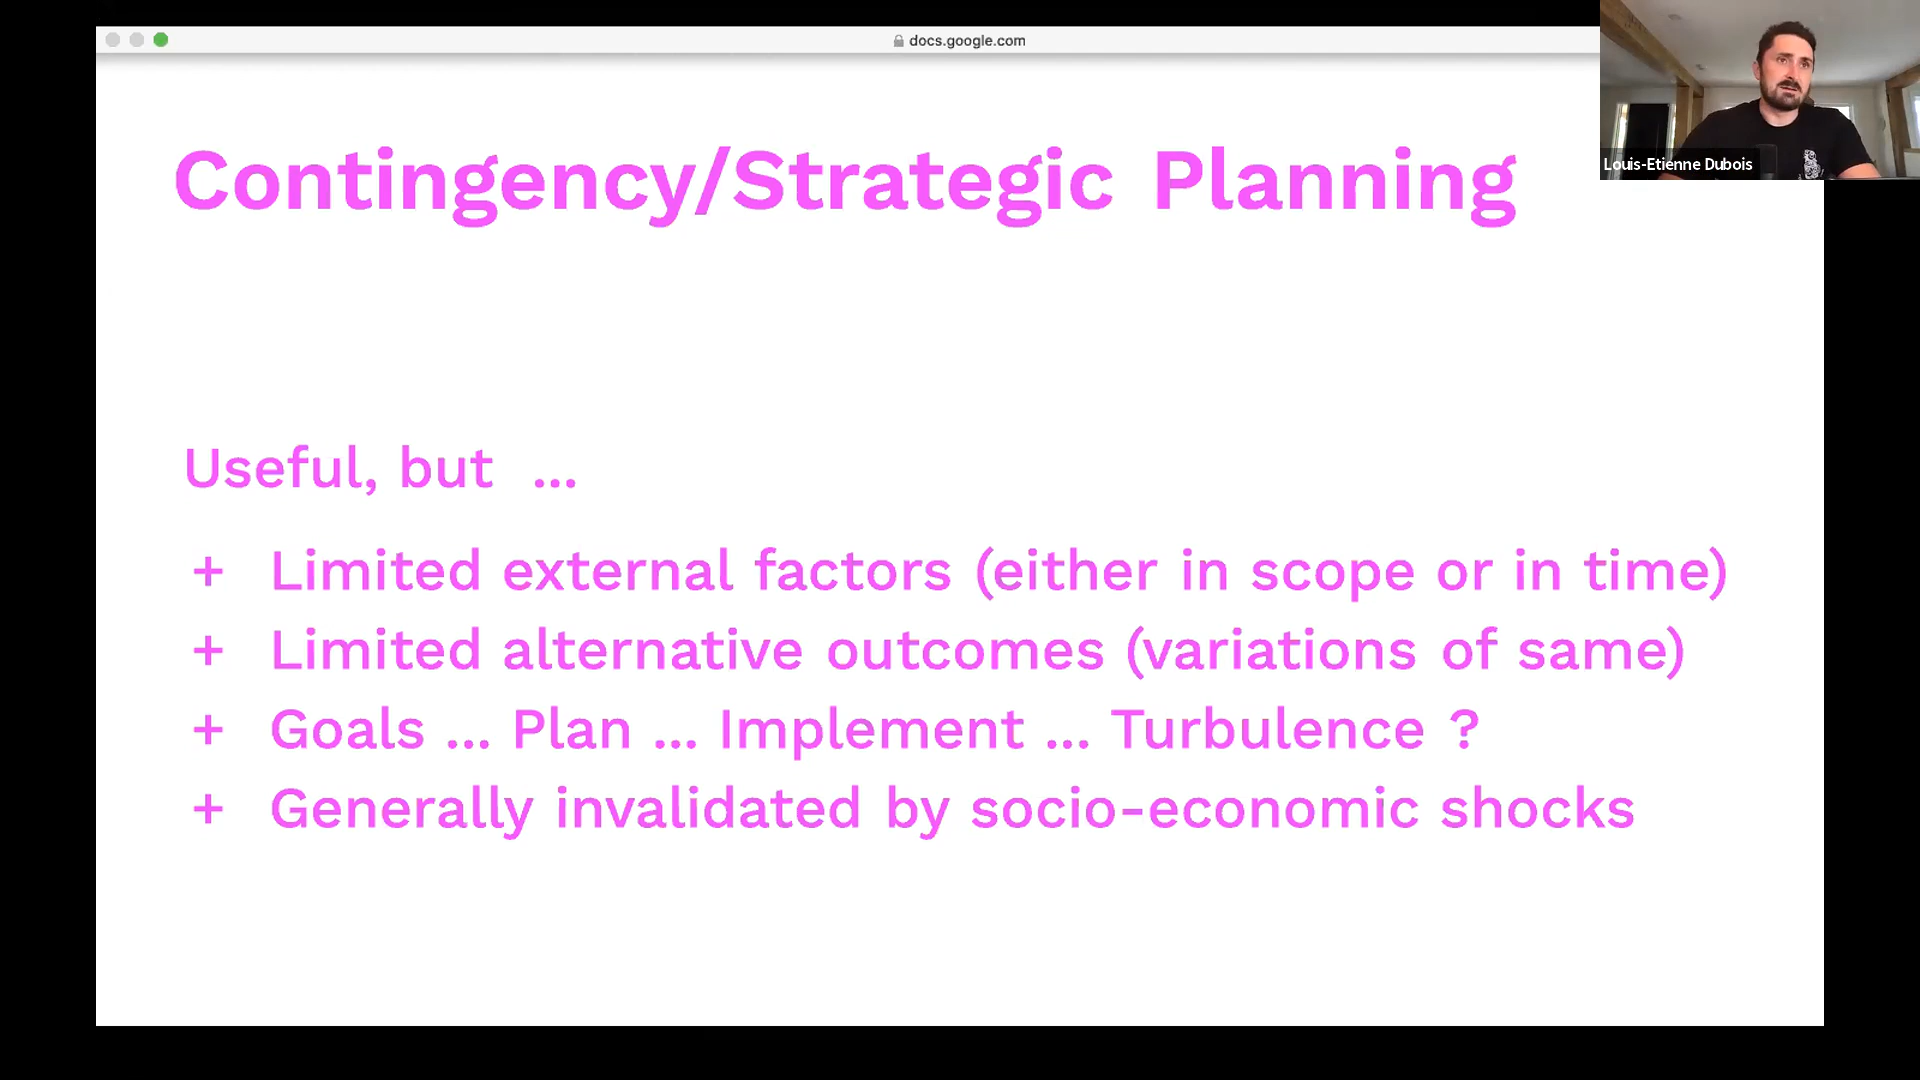 docs.google.com
Louis-Etienne Dubois
Contingency/Strategic Planning
Useful, but ...
+ Limited external factors (either in scope or in time)
+ Limited alternative outcomes (variations of same)
+ Goals ... Plan ... Implement ... Turbulence ?
+ Generally invalidated by socio-economic shocks